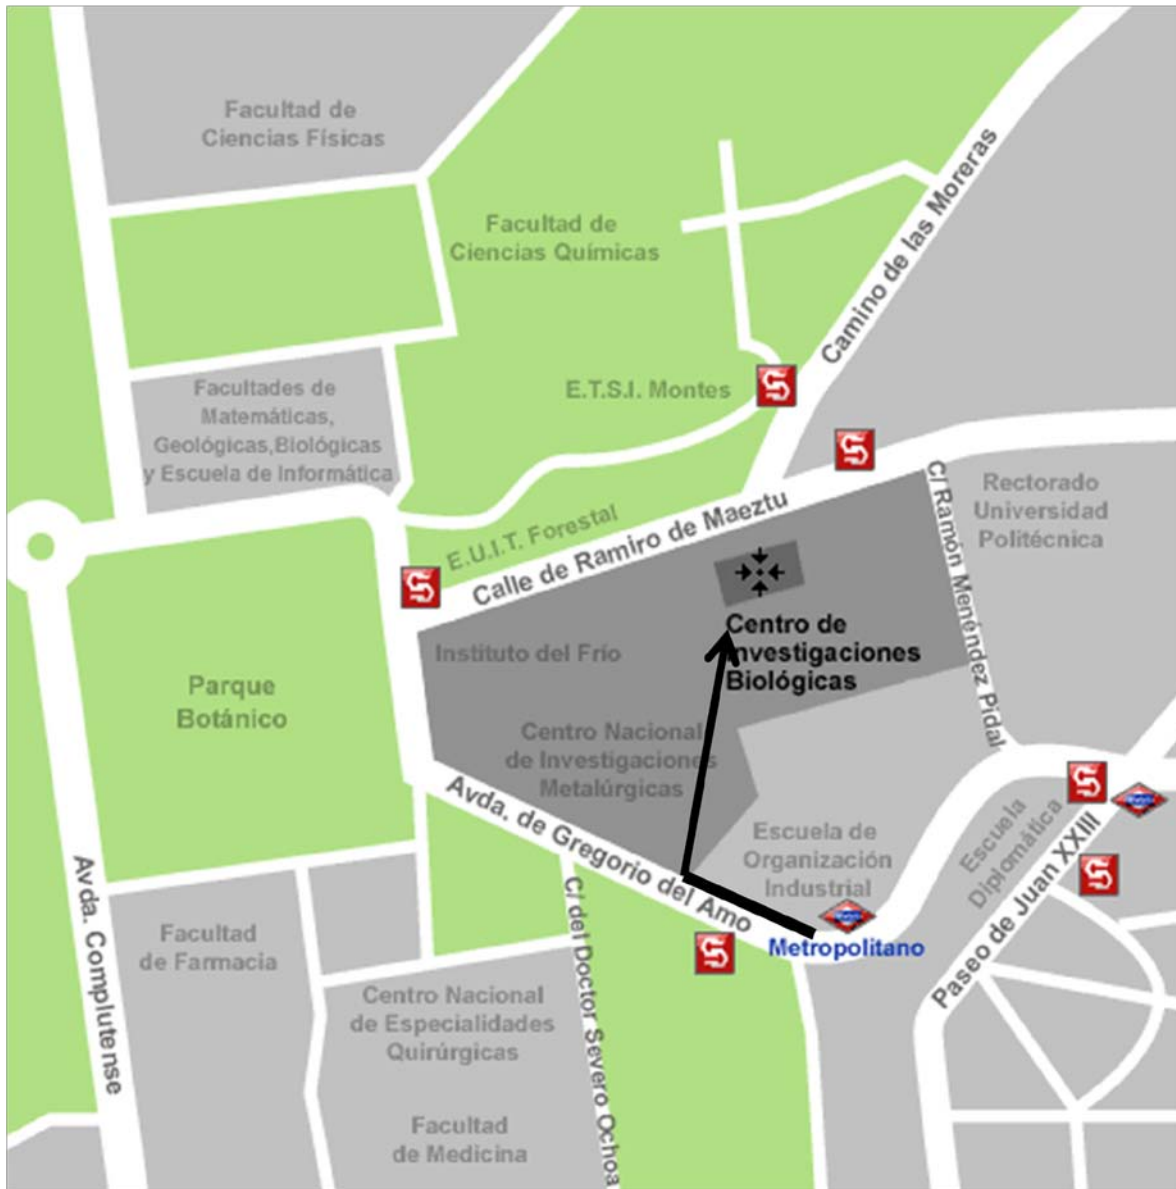 Facultad de
Ciencias Físicas
Facultad de
Ciencias Químicas
Camino de las Moreras
E.T.S.I. Montes
Facultades de
Matemáticas,
Geológicas,Biológicas
y Escuela de Informática
C/ Ramón Menéndez Pidal
Rectorado
Universidad
Politécnica
E.U.I.T. Forestal
Calle de Ramiro de Maeztu
Centro de
Investigaciones
Biológicas
Instituto del Frío
Parque
Botánico
Centro Nacional
de Investigaciones
Metalúrgicas
Avda. de Gregorio del Amo
Escuela de
Organización
Industrial
Escuela
Diplomática
Paseo de Juan XXIII
Metropolitano
Avda. Complutense
Facultad
de Farmacia
C/ del Doctor Severo Ochoa
Centro Nacional
de Especialidades
Quirúrgicas
Facultad
de Medicina